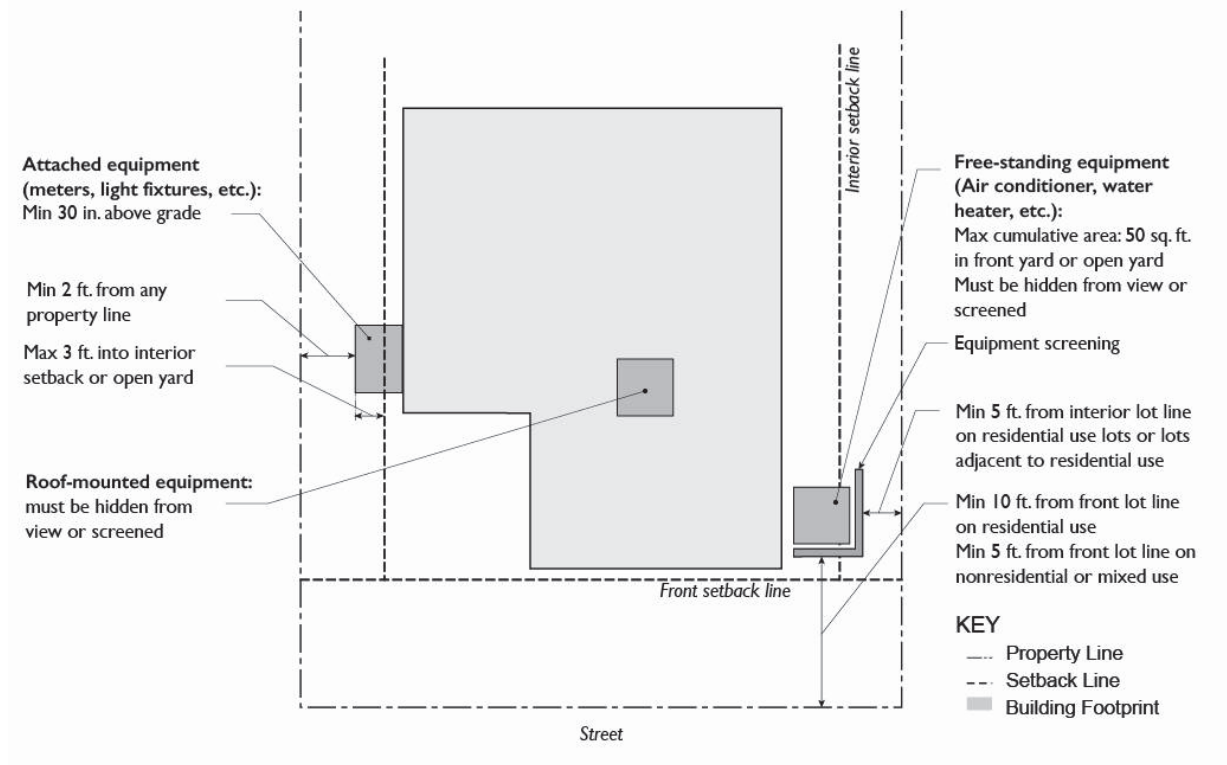 Interior setback line
Attached equipment
(meters, light fixtures, etc.):
Min 30 in. above grade
Min 2 ft. from any
property line
Max 3 ft. into interior
setback or open yard
Roof-mounted equipment:
must be hidden from
view or screened
Free-standing equipment
(Air conditioner, water
heater, etc.):
Max cumulative area: 50 sq. ft.
in front yard or open yard
Must be hidden from view or
screened
Equipment screening
Min 5 ft. from interior lot line
on residential use lots or lots
adjacent to residential use
Min 10 ft. from front lot line
on residential use
Min 5 ft. from front lot line on
nonresidential or mixed use
Front setback line
KEY
Property Line
Setback Line
Building Footprint
Street